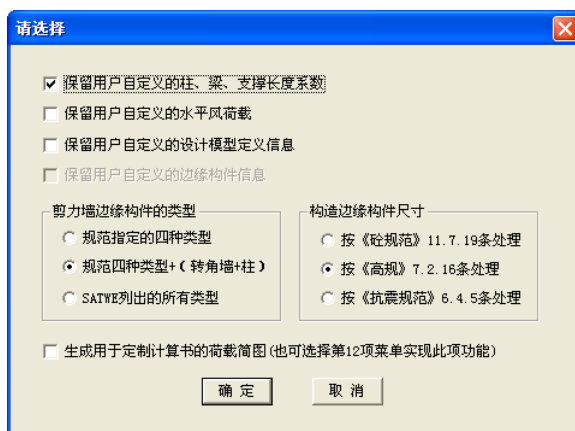 请选择
保留用户自定义的柱、梁、支撑长度系数
保留用户自定义的水平风荷载
保留用户自定义的设计模型定义信息
保留用户自定义的边缘构件信息
剪力墙边缘构件的类型
规范指定的四种类型
规范四种类型+(转角墙+柱)
SATWE列出的所有类型
构造边缘构件尺寸
按《砼规范》11.7.19条处理
按《高规》7.2.16条处理
按《抗震规范》6.4.5条处理
生成用于定制计算书的荷载简图(也可选择第12项菜单实现此项功能)
确 定
取 消